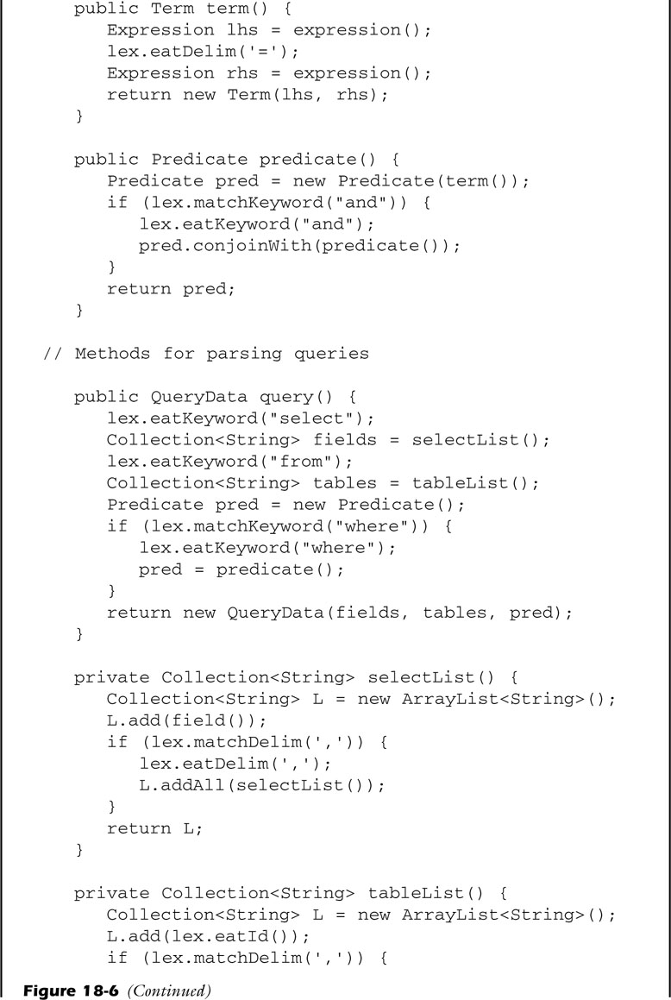 public Term term() {
Expression lhs = expression();
lex.eatDelim('=');
Expression rhs = expression();
return new Term(lhs, rhs);
}
public Predicate predicate() {
Predicate pred = new Predicate(term());
if (lex.matchKeyword("and")) {
lex.eatKeyword("and");
pred.conjoinWith(predicate());
}
return pred;
}
// Methods for parsing queries
public QueryData query() {
lex.eatKeyword("select");
Collection<String> fields = selectList();
lex.eatKeyword("from");
Collection<String> tables = tableList();
Predicate pred = new Predicate();
if (lex.matchKeyword("where")) {
lex.eatKeyword("where");
pred = predicate();
}
return new QueryData(fields, tables, pred);
}
private Collection<String> selectList() {
Collection<String> L = new ArrayList<String>();
L.add(field());
if (lex.matchDelim(',')) {
lex.eatDelim(',');
L.addAll(selectList());
}
return L;
}
private Collection<String> tableList() {
Collection<String> L = new ArrayList<String>();
L.add(lex.eatId());
if (lex.matchDelim(',')) {
Figure 18-6 (Continued)